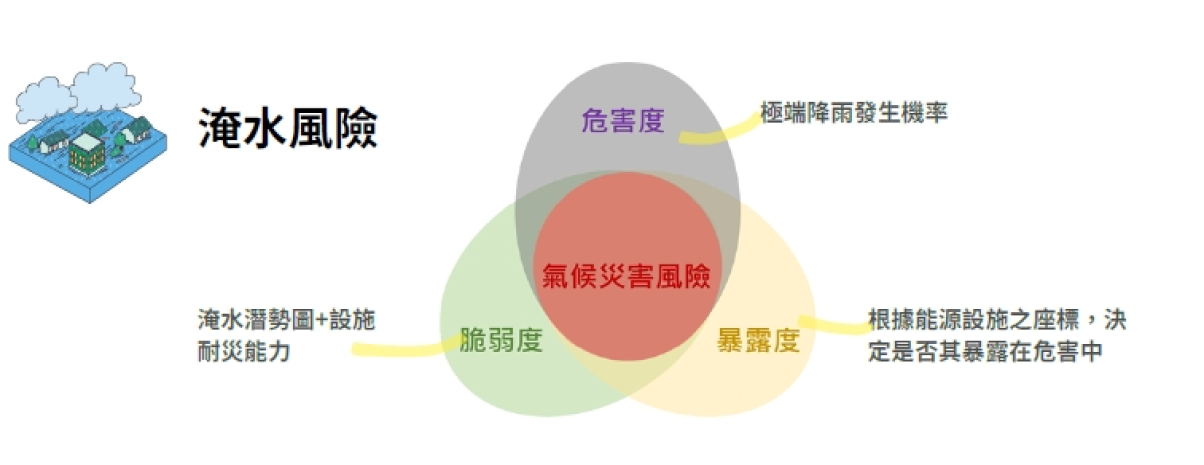 淹水風險
危害度
極端降雨發生機率
氣候災害風險
淹水潛勢圖+設施
耐災能力
脆弱度
暴露度
根據能源設施之座標，決
定是否其暴露在危害中